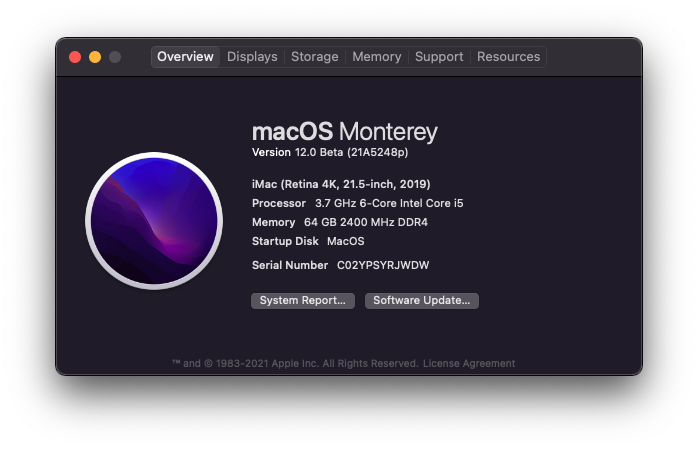 Overview Displays Storage Memory Support Resources
macOS Monterey
Version 12.0 Beta (21A5248p)
iMac (Retina 4K, 21.5-inch, 2019)
Processor 3.7 GHz 6-Core Intel Core i5
Memory 64 GB 2400 MHz DDR4
Startup Disk MacOS
Serial Number C02YPSYRJWDW
System Report... Software Update...
™ and © 1983-2021 Apple Inc. All Rights Reserved. License Agreement